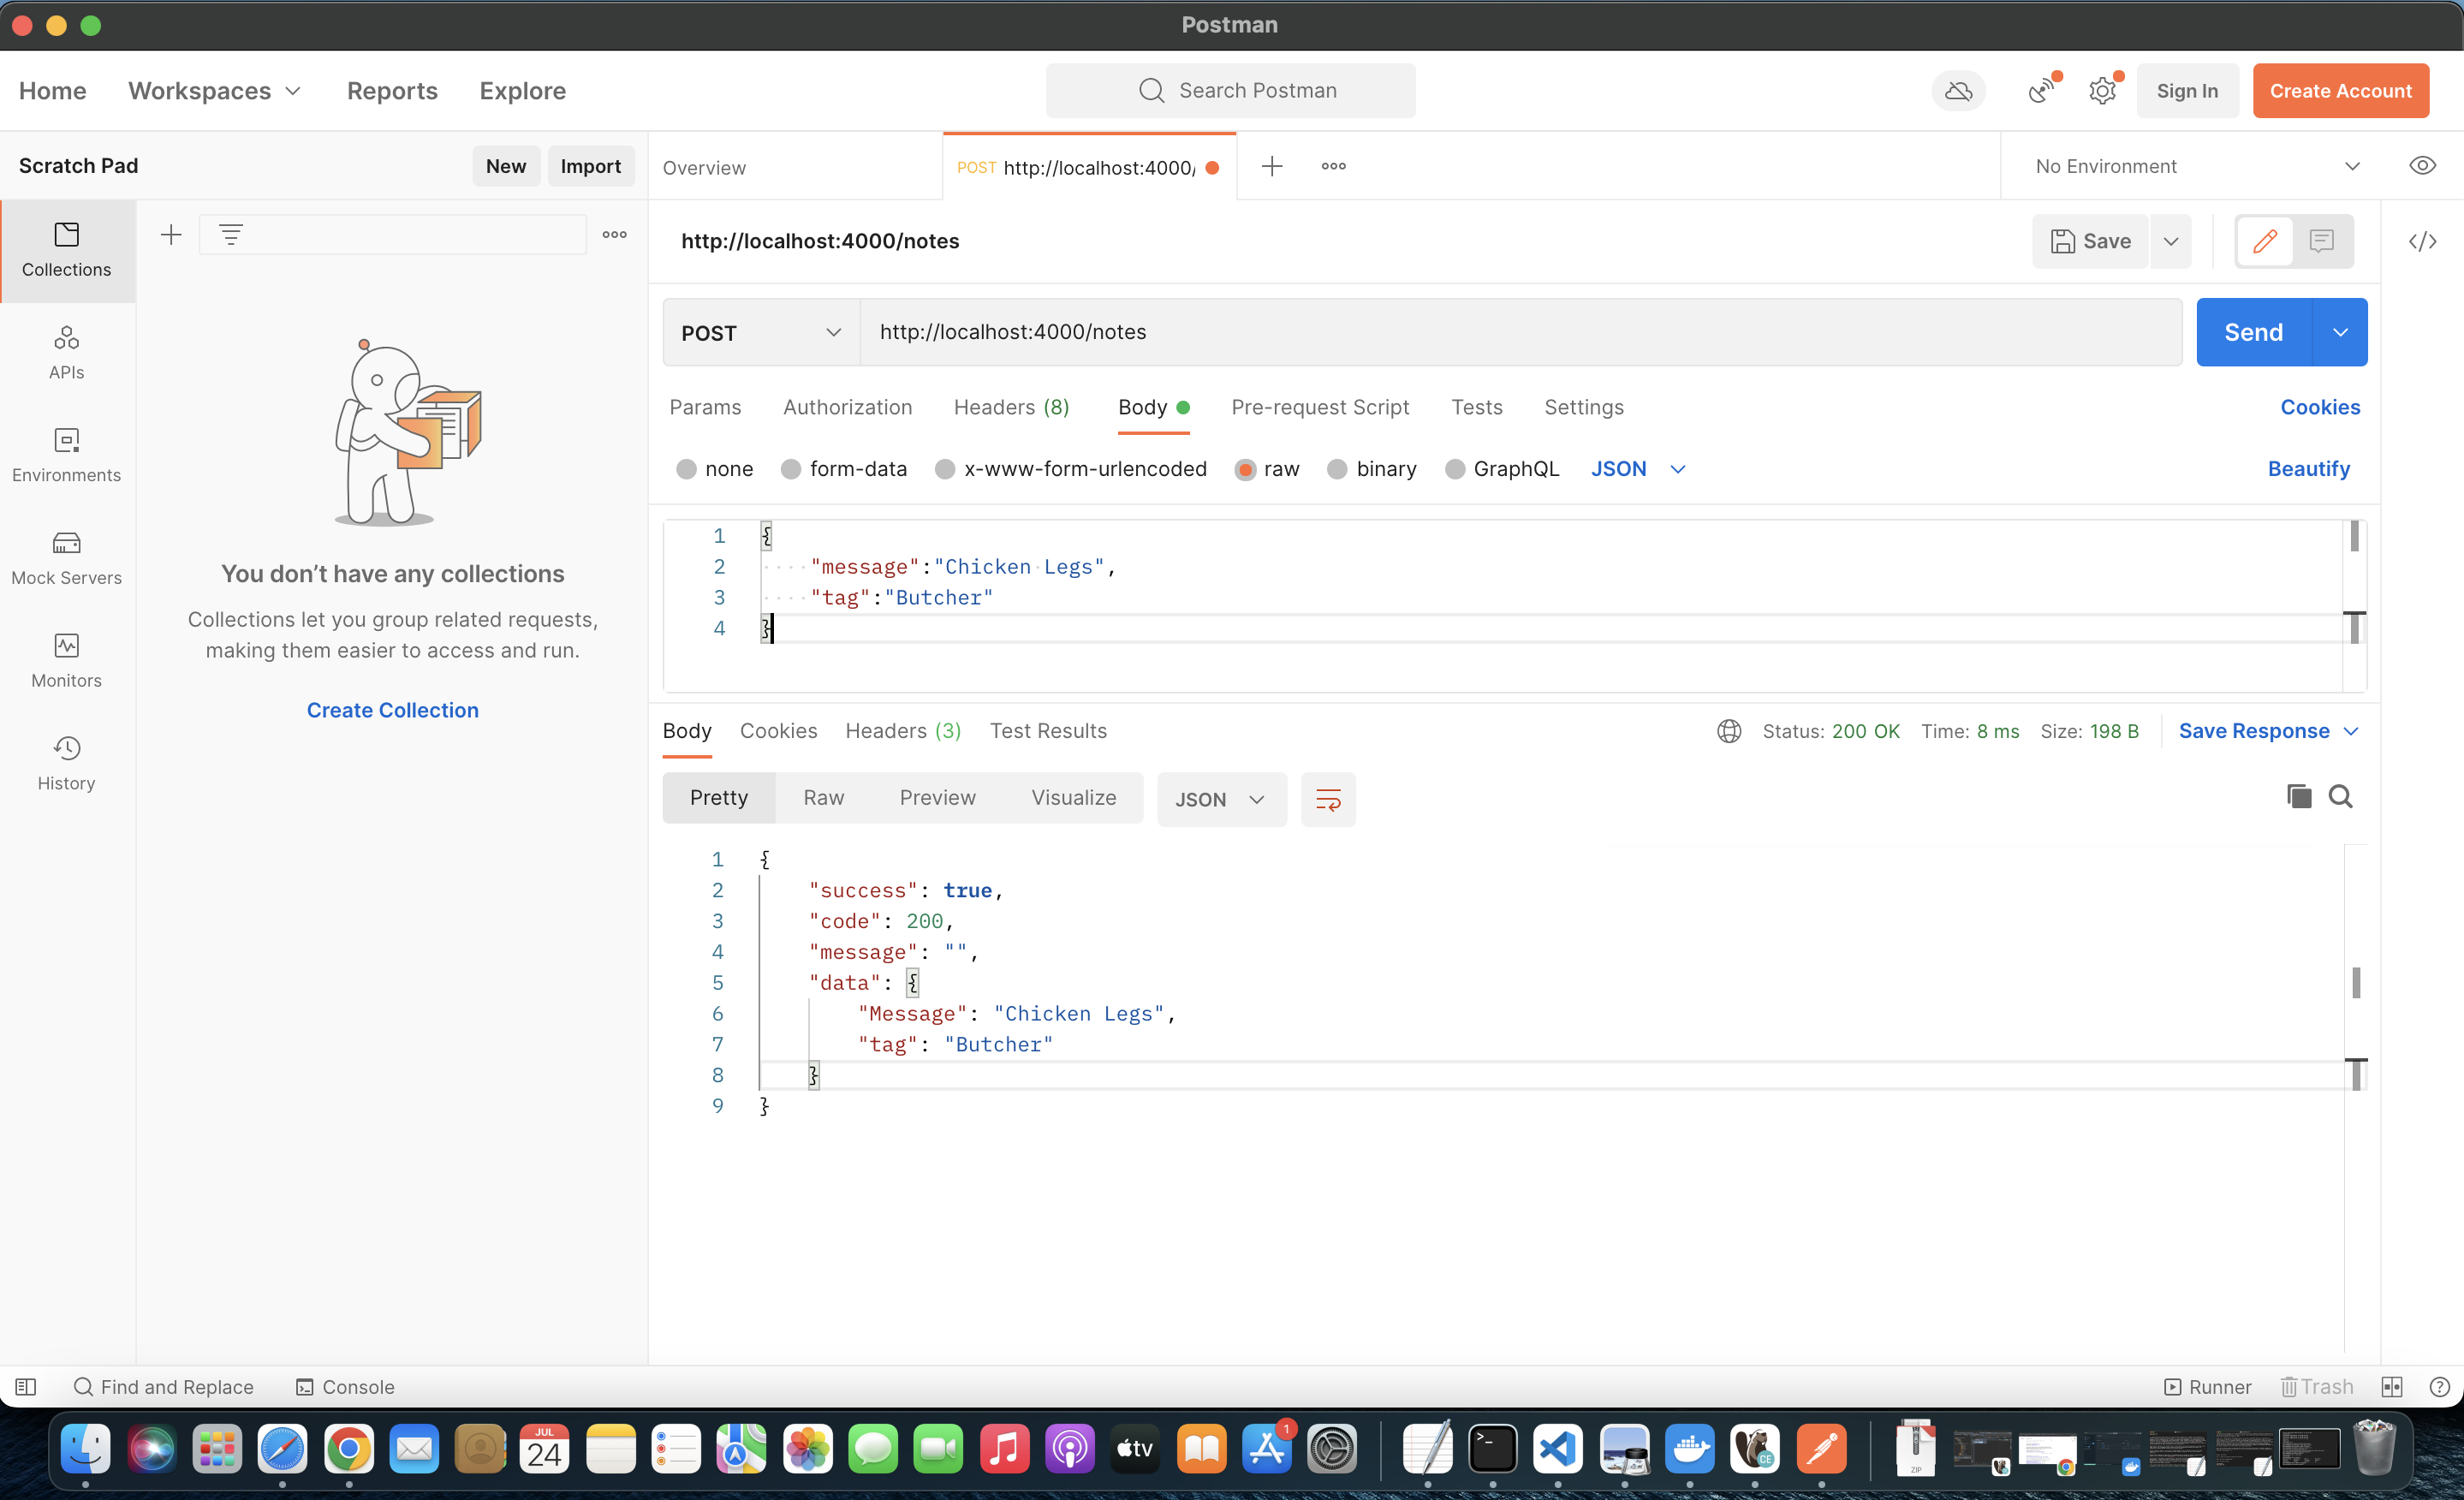 Postman
Home Workspaces Reports Explore
Search Postman
Sign In
Create Account
Scratch Pad
New
Import
Overview
POST http://localhost:4000/
No Environment
Collections
APIs
Environments
Mock Servers
Monitors
History
You don’t have any collections
Collections let you group related requests,
making them easier to access and run.
Create Collection
http://localhost:4000/notes
Save
POST
http://localhost:4000/notes
Send
Params Authorization Headers (8) Body Pre-request Script Tests Settings
Cookies
none form-data x-www-form-urlencoded raw binary GraphQL JSON
Beautify
1 {
2 "message":"Chicken Legs",
3 "tag":"Butcher"
4 }
Body Cookies Headers (3) Test Results
Status: 200 OK Time: 8 ms Size: 198 B
Save Response
Pretty Raw Preview Visualize JSON
1 {
2 "success": true,
3 "code": 200,
4 "message": "",
5 "data": {
6 "Message": "Chicken Legs",
7 "tag": "Butcher"
8 }
9 }
Find and Replace
Console
Runner
Trash
JUL
24
tv
1
CE
ZIP